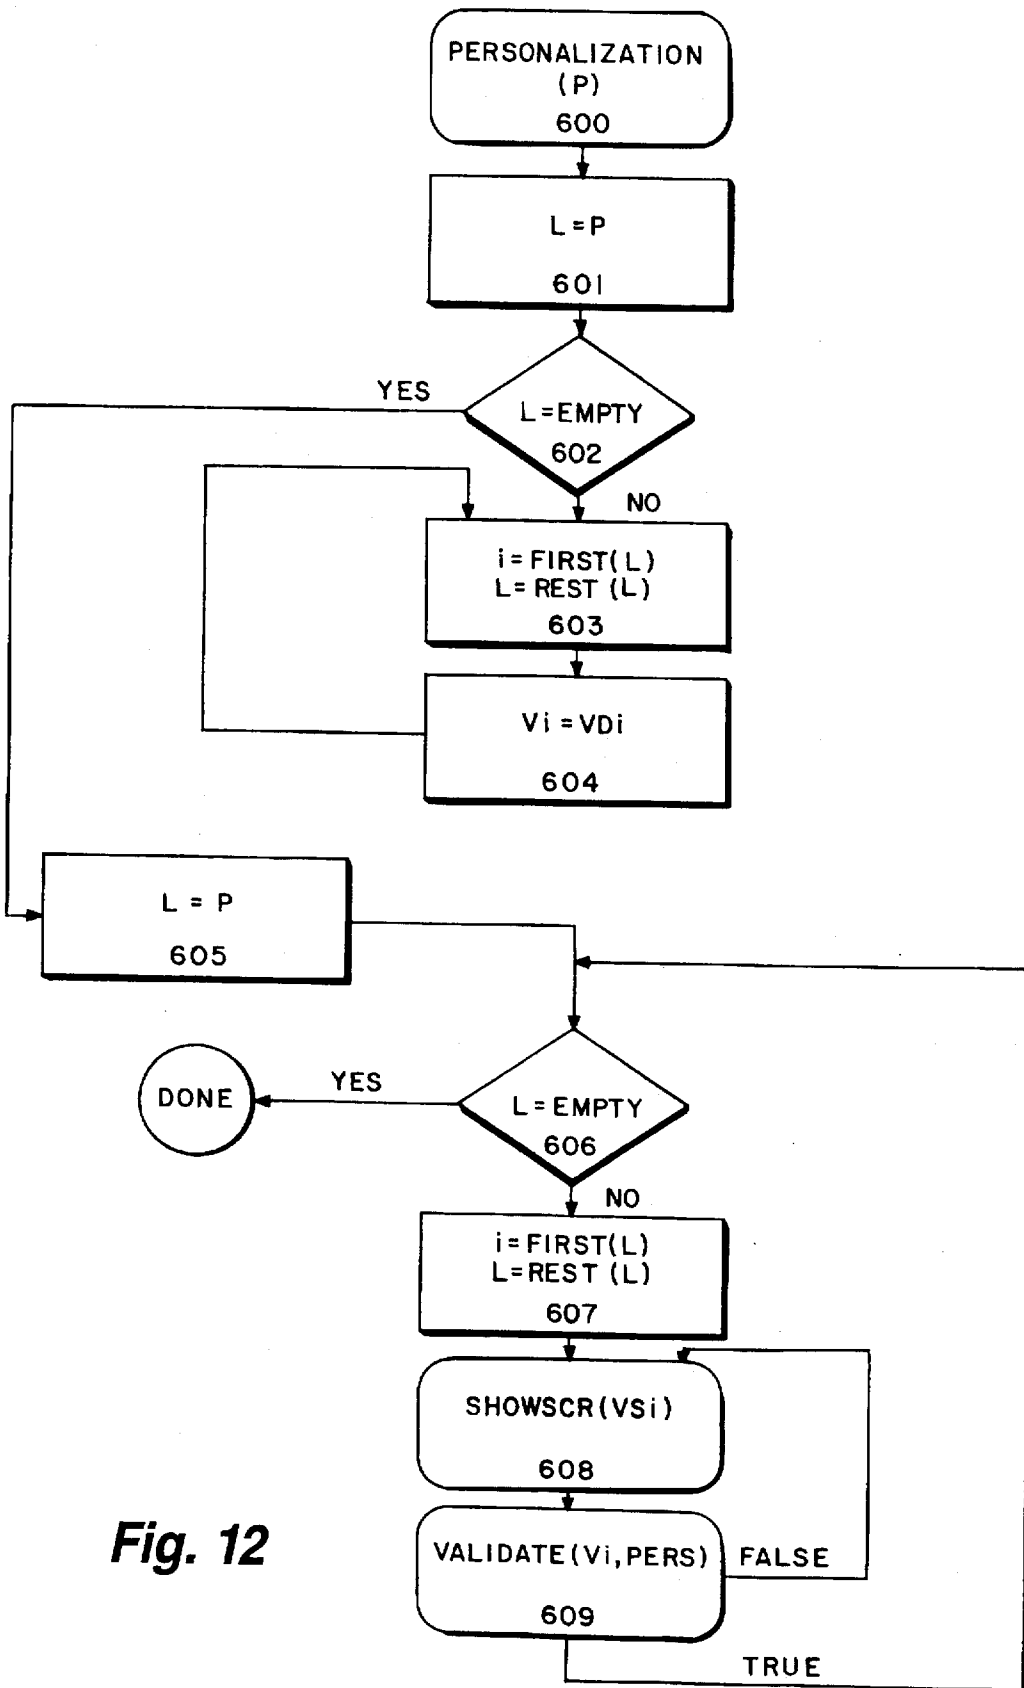 PERSONALIZATION
(P)
600
L=P
601
YES
L=EMPTY
602
NO
i=FIRST(L)
L=REST (L)
603
Vi=VDi
604
L = P
605
DONE
YES
L=EMPTY
606
NO
i=FIRST(L)
L=REST (L)
607
SHOWSCR(VSi)
608
VALIDATE(Vi,PERS)
FALSE
609
TRUE
Fig. 12